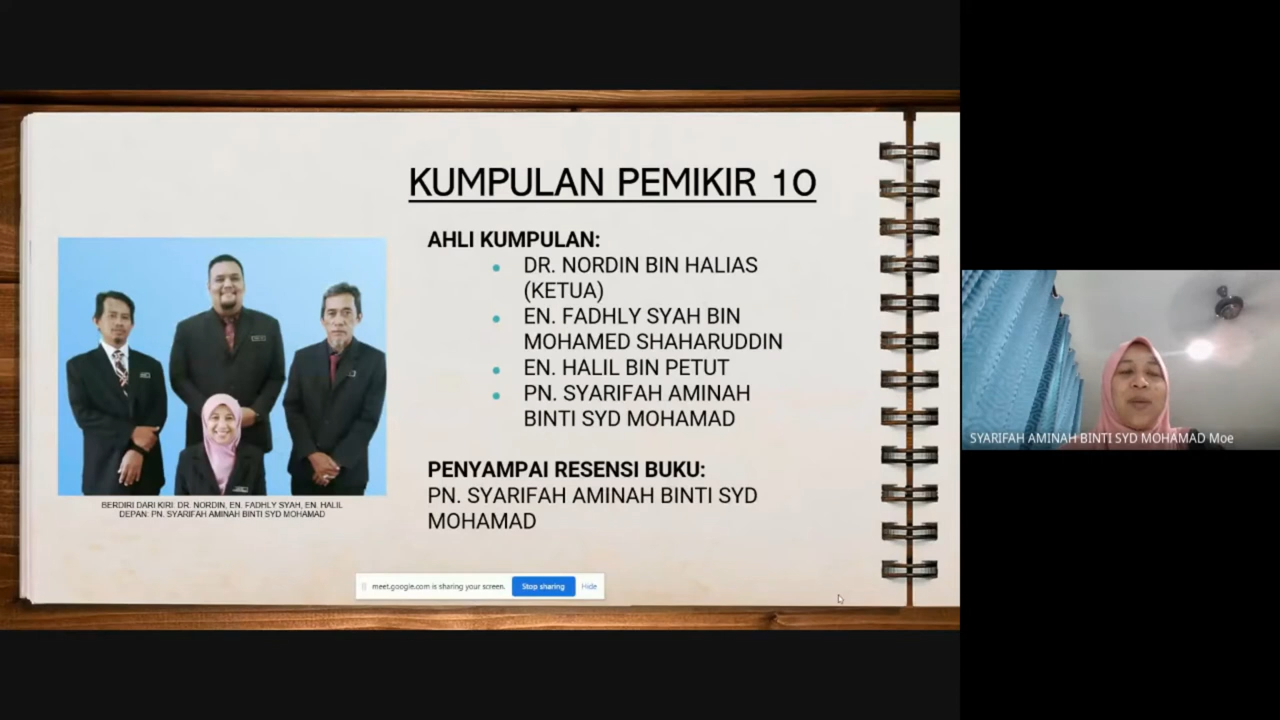 KUMPULAN PEMIKIR 10
AHLI KUMPULAN:
• DR. NORDIN BIN HALIAS
(KETUA)
• EN. FADHLY SYAH BIN
MOHAMED SHAHARUDDIN
• EN. HALIL BIN PETUT
• PN. SYARIFAH AMINAH
BINTI SYD MOHAMAD
PENYAMPAI RESENSI BUKU:
PN. SYARIFAH AMINAH BINTI SYD
MOHAMAD
BERDIRI DARI KIRI: DR. NORDIN, EN. FADHLY SYAH, EN. HALIL
DEPAN: PN. SYARIFAH AMINAH BINTI SYD MOHAMAD
meet.google.com is sharing your screen. Stop sharing Hide
SYARIFAH AMINAH BINTI SYD MOHAMAD Moe